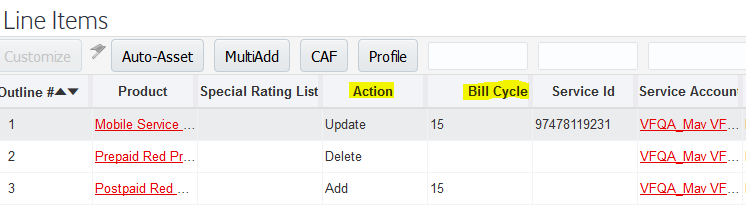 Line Items
Customize Auto-Asset MultiAdd CAF Profile
Outline # Product Special Rating List Action Bill Cycle Service Id Service Accoun
1 Mobile Service ... Update 15 97478119231 VFQA_Mav VF...
2 Prepaid Red Pr... Delete VFQA_Mav VF...
3 Postpaid Red ... Add 15 VFQA_Mav VF...